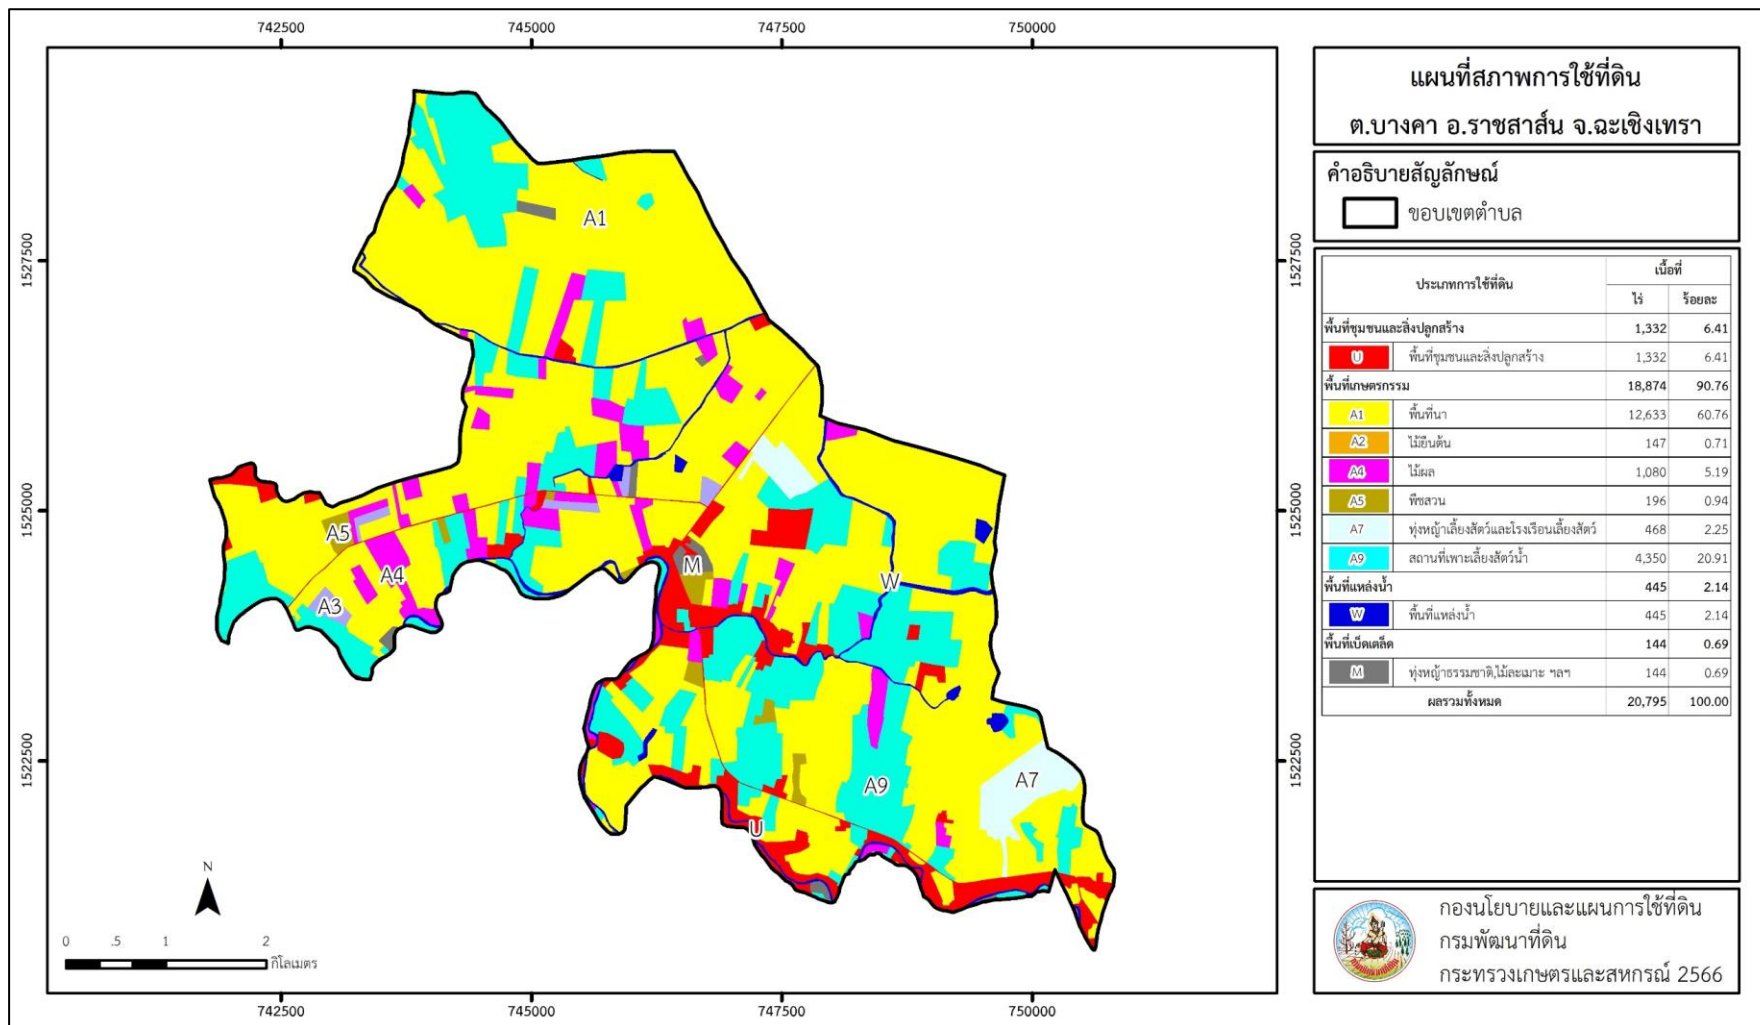 742500 745000 747500 750000
แผนที่สภาพการใช้ที่ดิน
ต.บางคา อ.ราชสาส์น จ.ฉะเชิงเทรา
คำอธิบายสัญลักษณ์
ขอบเขตตำบล
ประเภทการใช้ที่ดิน เนื้อที่
ไร่ ร้อยละ
พื้นที่ชุมชนและสิ่งปลูกสร้าง 1,332 6.41
U พื้นที่ชุมชนและสิ่งปลูกสร้าง 1,332 6.41
พื้นที่เกษตรกรรม 18,874 90.76
A1 พื้นที่นา 12,633 60.76
A2 ไม้ยืนต้น 147 0.71
A4 ไม้ผล 1,080 5.19
A5 พืชสวน 196 0.94
A7 ทุ่งหญ้าเลี้ยงสัตว์และโรงเรือนเลี้ยงสัตว์ 468 2.25
A9 สถานที่เพาะเลี้ยงสัตว์น้ำ 4,350 20.91
พื้นที่แหล่งน้ำ 445 2.14
W พื้นที่แหล่งน้ำ 445 2.14
พื้นที่เบ็ดเตล็ด 144 0.69
M ทุ่งหญ้าธรรมชาติ,ไม้ละเมาะ ฯลฯ 144 0.69
ผลรวมทั้งหมด 20,795 100.00
กองนโยบายและแผนการใช้ที่ดิน
กรมพัฒนาที่ดิน
กระทรวงเกษตรและสหกรณ์ 2566
1527500 1527500
1525000 1525000
1522500 1522500
A1
A5
A4
A3
M
W
A9
A7
U
N
0 .5 1 2
กิโลเมตร
742500 745000 747500 750000